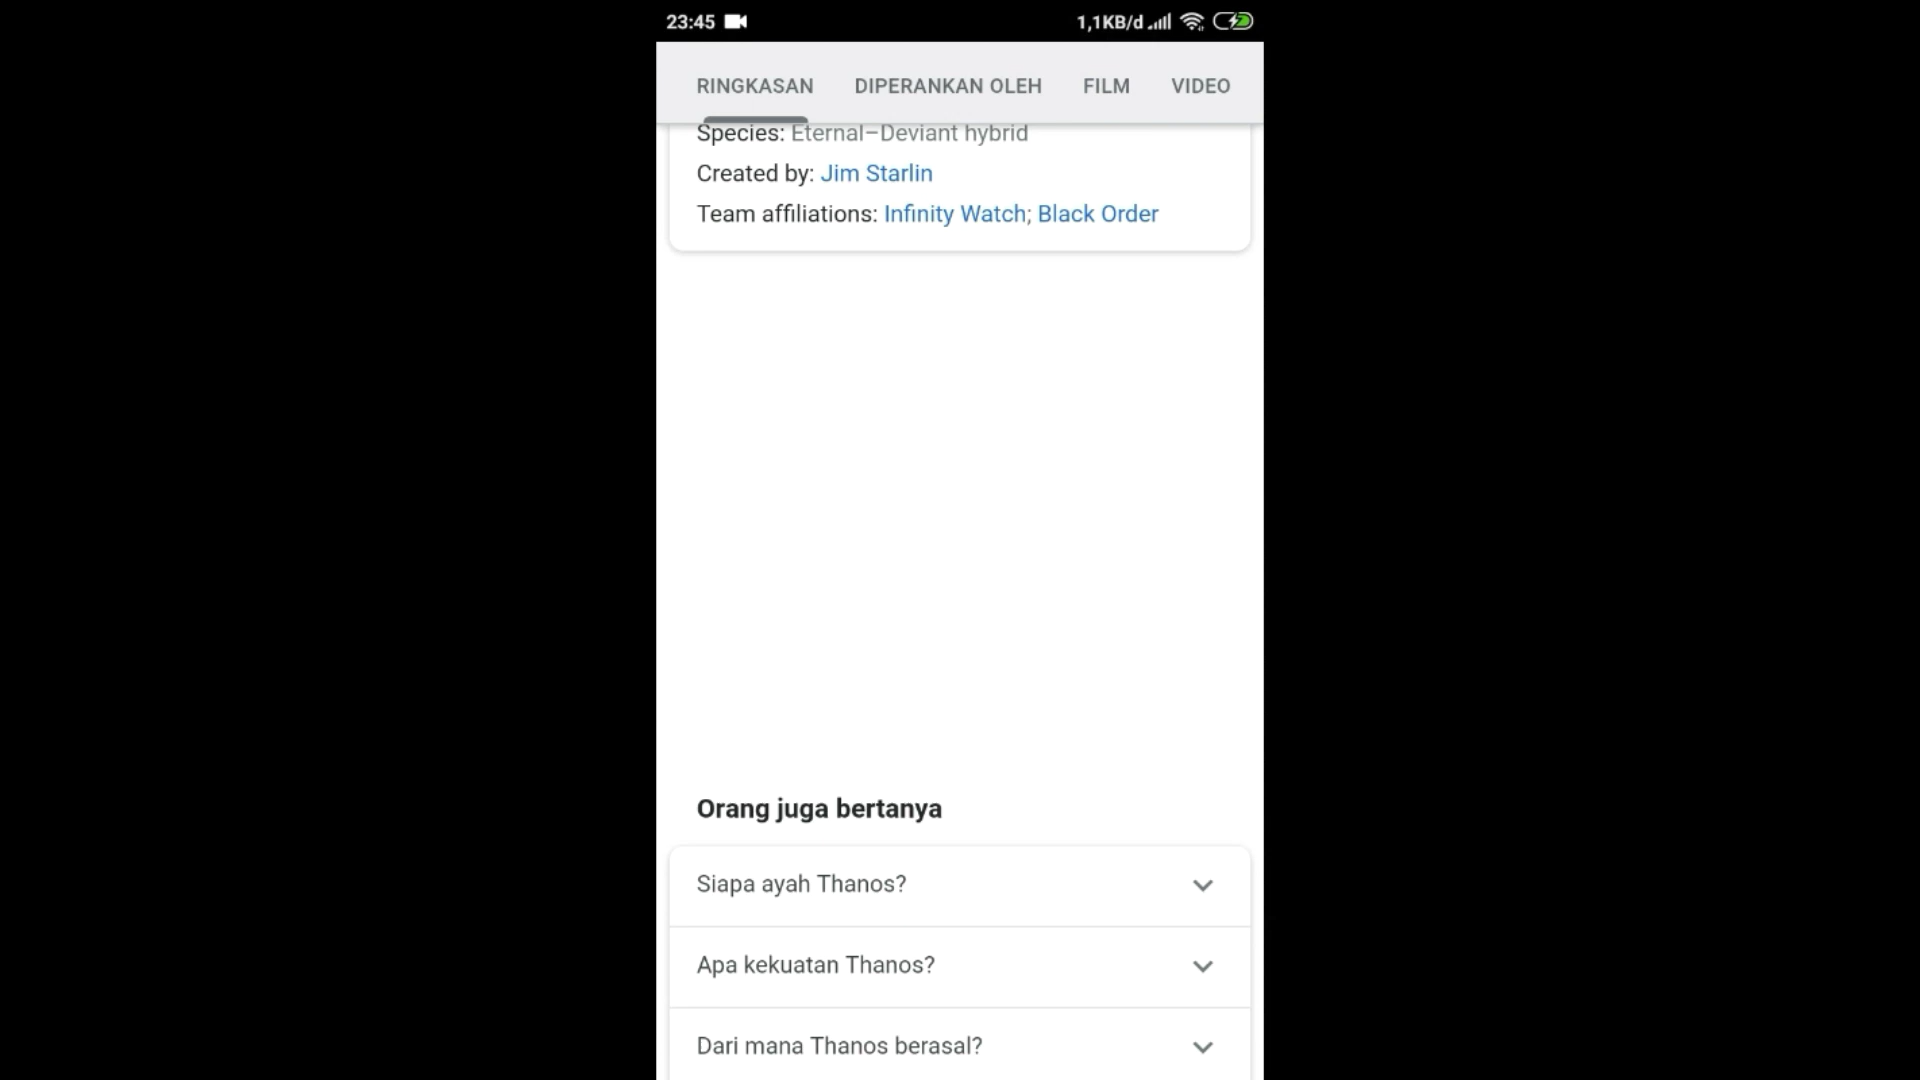 23:45 1,1KB/d
RINGKASAN DIPERANKAN OLEH FILM VIDEO
Species: Eternal–Deviant hybrid
Created by: Jim Starlin
Team affiliations: Infinity Watch; Black Order
Orang juga bertanya
Siapa ayah Thanos?
Apa kekuatan Thanos?
Dari mana Thanos berasal?